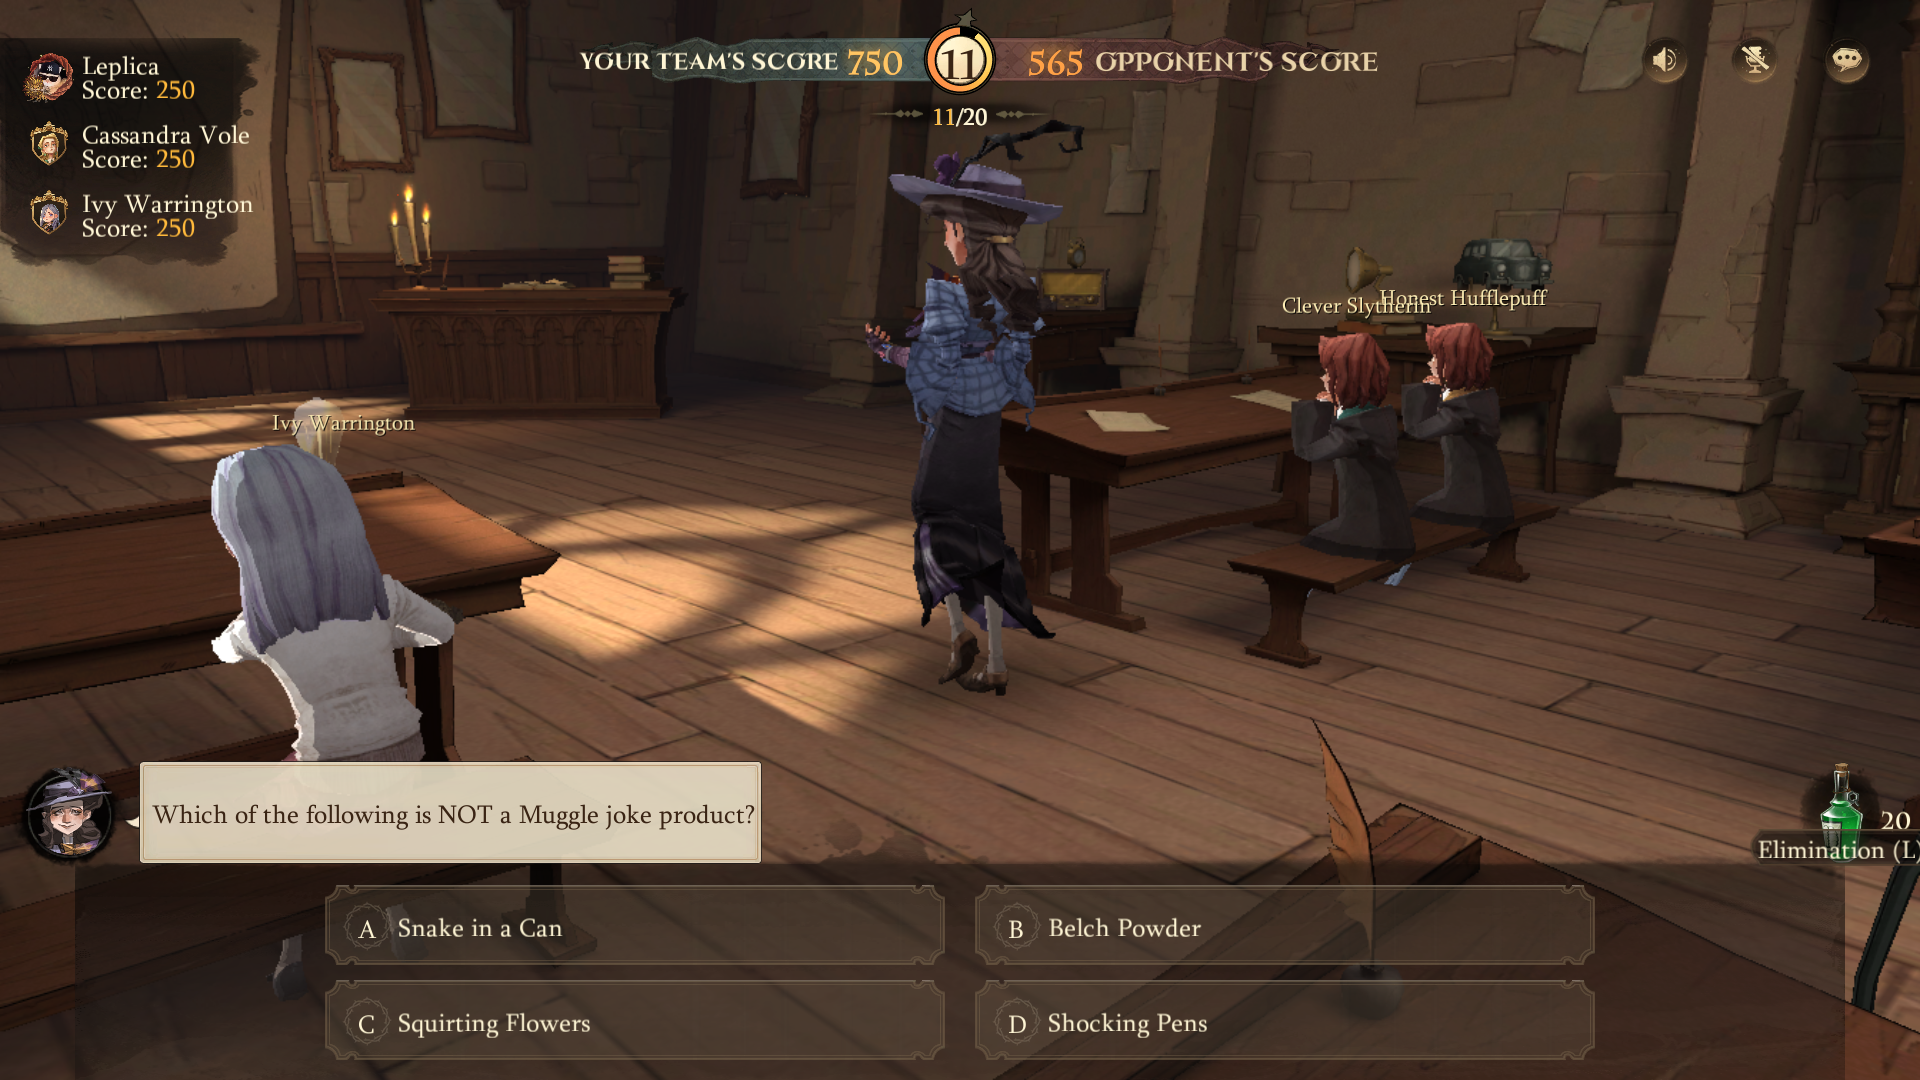 Leplica
Score: 250
Cassandra Vole
Score: 250
Ivy Warrington
Score: 250
YOUR TEAM'S SCORE 750 11 565 OPPONENT'S SCORE
11/20
Clever Slytherin
Honest Hufflepuff
Ivy Warrington
Which of the following is NOT a Muggle joke product?
20
Elimination (L)
A Snake in a Can
B Belch Powder
C Squirting Flowers
D Shocking Pens